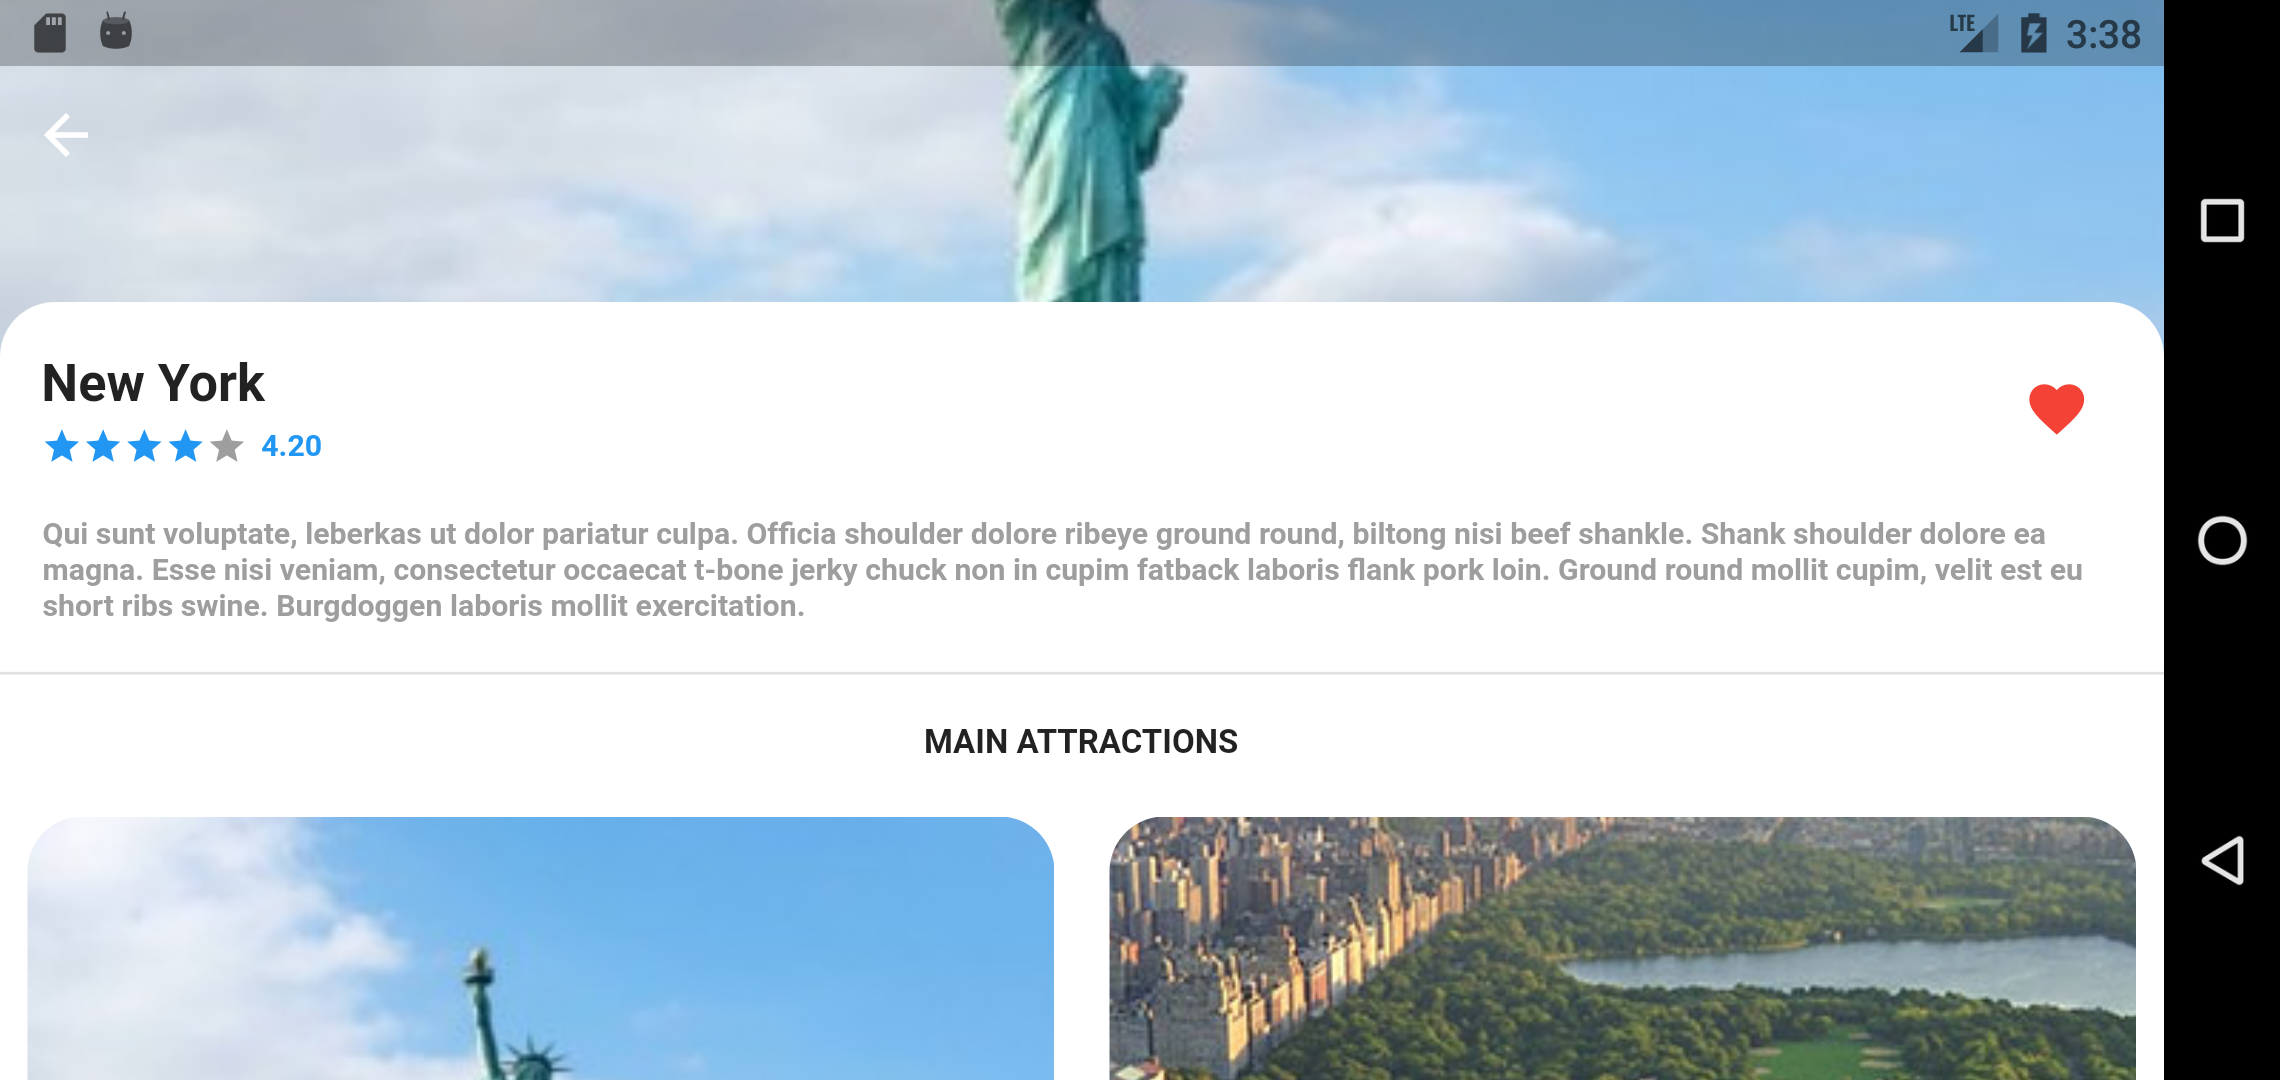 LTE 3:38
New York
4.20
Qui sunt voluptate, leberkas ut dolor pariatur culpa. Officia shoulder dolore ribeye ground round, biltong nisi beef shankle. Shank shoulder dolore ea
magna. Esse nisi veniam, consectetur occaecat t-bone jerky chuck non in cupim fatback laboris flank pork loin. Ground round mollit cupim, velit est eu
short ribs swine. Burgdoggen laboris mollit exercitation.
MAIN ATTRACTIONS